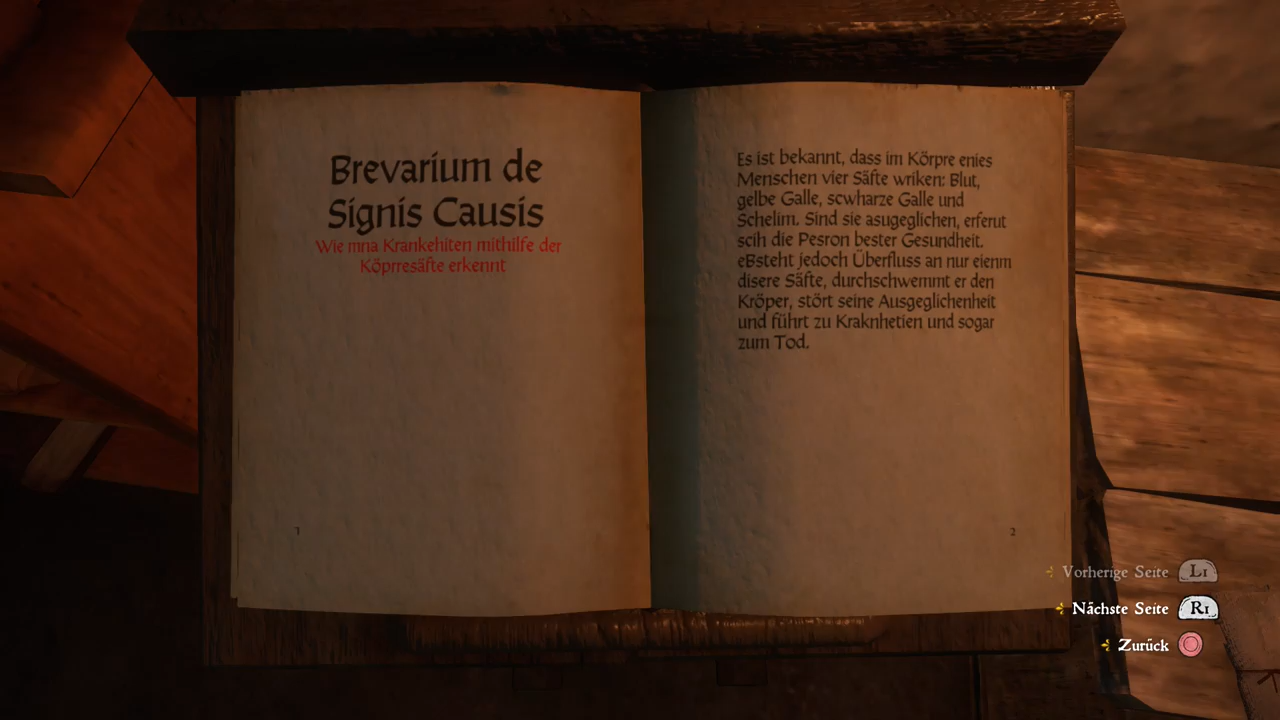 Brevarium de
Signis Causis
Wie mna Krankehiten mithilfe der
Köprresäfte erkennt
1
Es ist bekannt, dass im Körpre enies
Menschen vier Säfte wriken: Blut,
gelbe Galle, scwharze Galle und
Schelim. Sind sie asugeglichen, erferut
scih die Pesron bester Gesundheit.
eBsteht jedoch Überfluss an nur eienm
disere Säfte, durchschwemmt er den
Kröper, stört seine Ausgeglichenheit
und führt zu Kraknhetien und sogar
zum Tod.
2
Vorherige Seite L1
Nächste Seite R1
Zurück